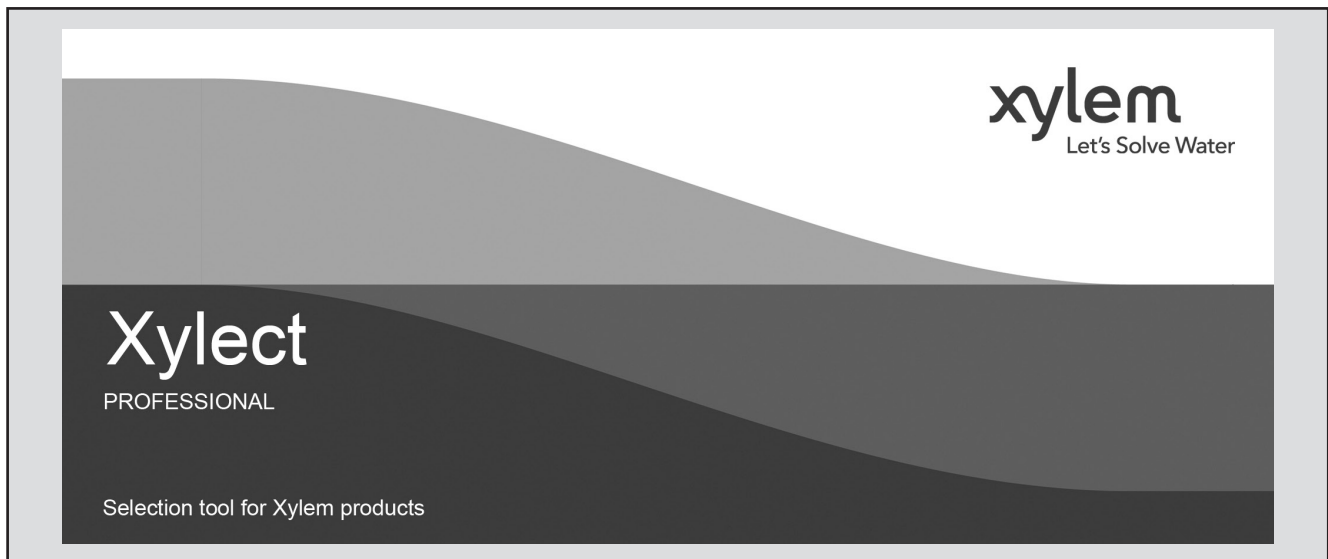 xylem
Let's Solve Water
Xylect
PROFESSIONAL
Selection tool for Xylem products